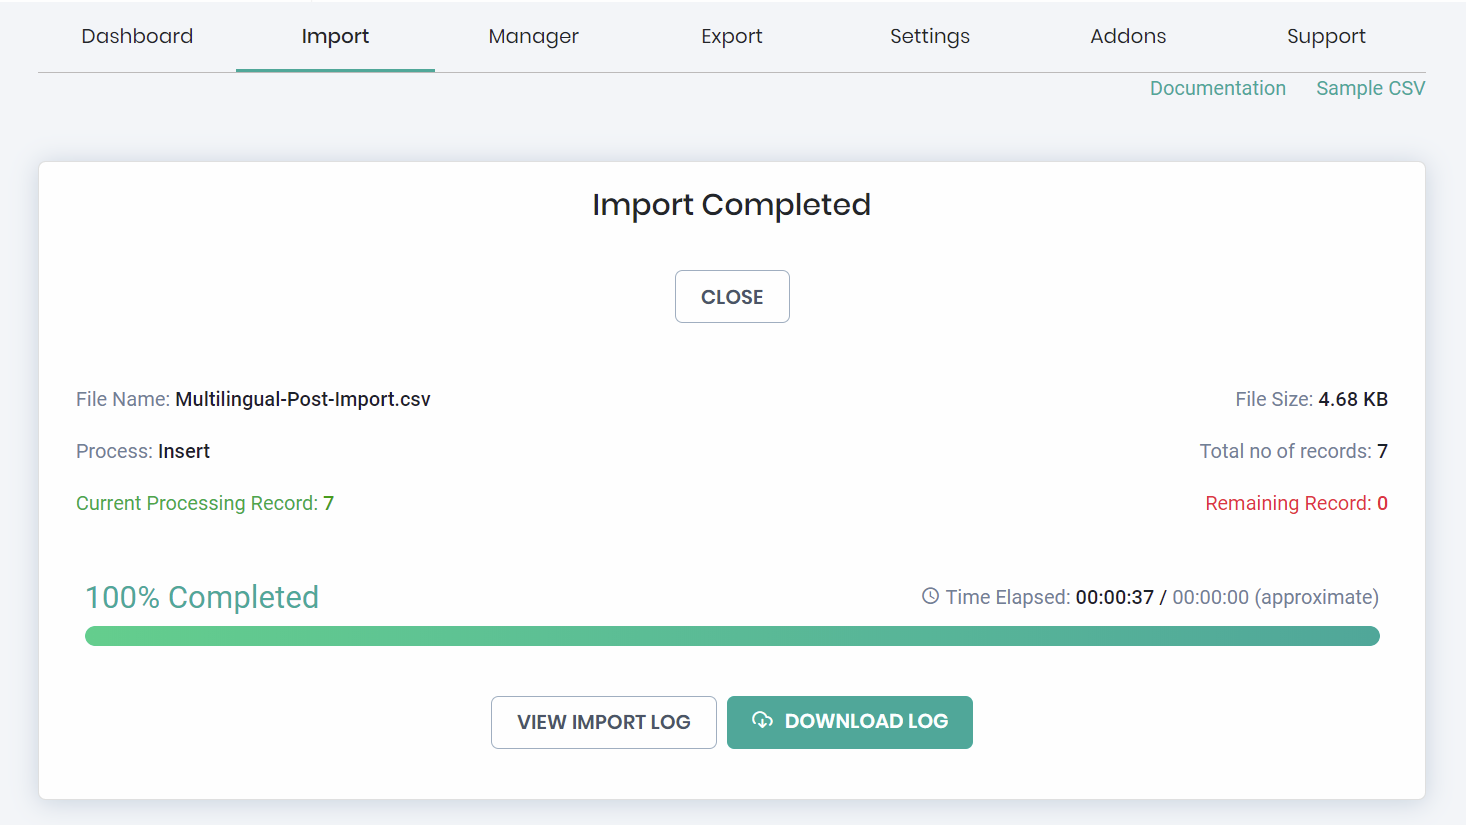 Dashboard Import Manager Export Settings Addons Support
Documentation Sample CSV
Import Completed
CLOSE
File Name: Multilingual-Post-Import.csv File Size: 4.68 KB
Process: Insert Total no of records: 7
Current Processing Record: 7 Remaining Record: 0
100% Completed Time Elapsed: 00:00:37 / 00:00:00 (approximate)
VIEW IMPORT LOG DOWNLOAD LOG